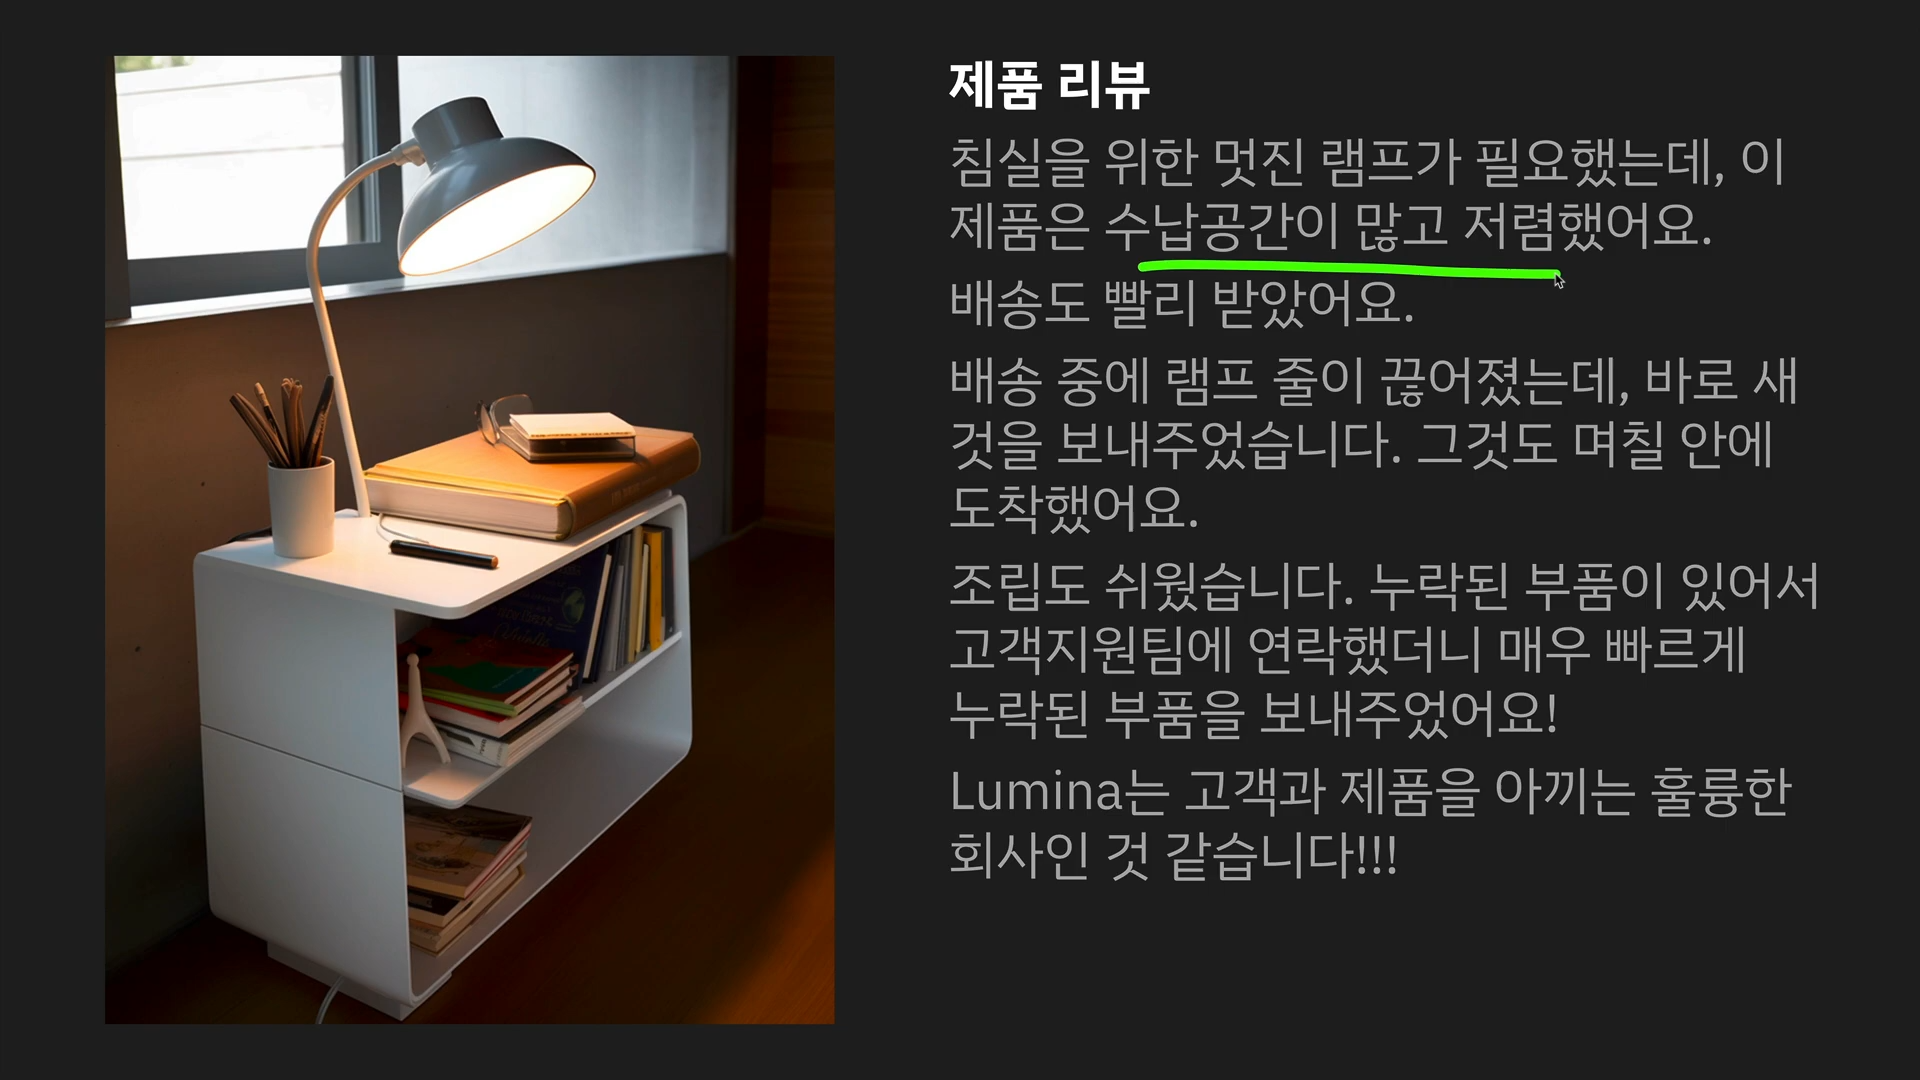 제품 리뷰
침실을 위한 멋진 램프가 필요했는데, 이
제품은 수납공간이 많고 저렴했어요.
배송도 빨리 받았어요.
배송 중에 램프 줄이 끊어졌는데, 바로 새
것을 보내주었습니다. 그것도 며칠 안에
도착했어요.
조립도 쉬웠습니다. 누락된 부품이 있어서
고객지원팀에 연락했더니 매우 빠르게
누락된 부품을 보내주었어요!
Lumina는 고객과 제품을 아끼는 훌륭한
회사인 것 같습니다!!!